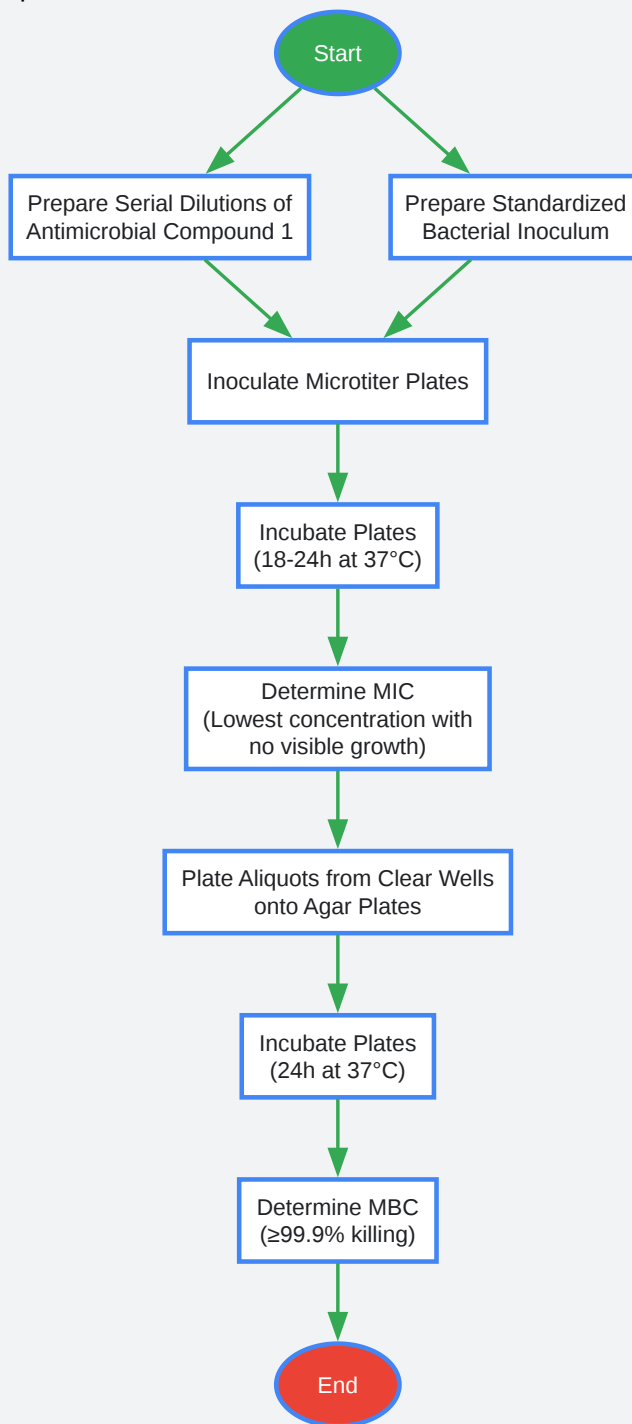 Start
Prepare Serial Dilutions of
Antimicrobial Compound 1
Prepare Standardized
Bacterial Inoculum
Inoculate Microtiter Plates
Incubate Plates
(18-24h at 37°C)
Determine MIC
(Lowest concentration with
no visible growth)
Plate Aliquots from Clear Wells
onto Agar Plates
Incubate Plates
(24h at 37°C)
Determine MBC
(≥99.9% killing)
End